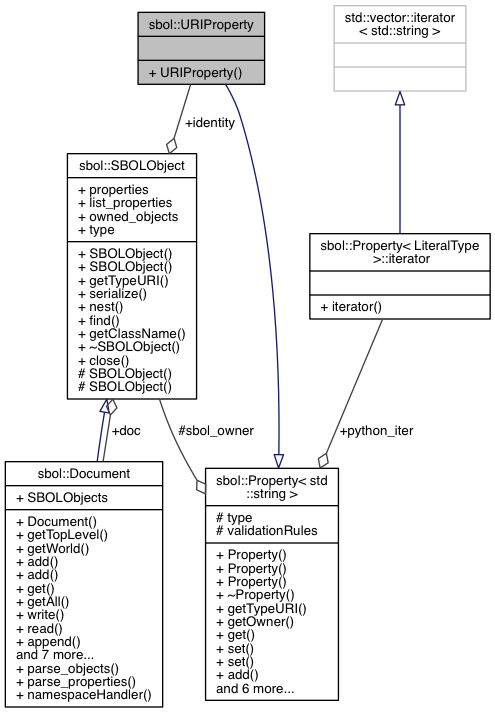 sbol::URIProperty
+ URIProperty()
std::vector::iterator
< std::string >
+identity
sbol::SBOLObject
+ properties
+ list_properties
+ owned_objects
+ type
+ SBOLObject()
+ SBOLObject()
+ getTypeURI()
+ serialize()
+ nest()
+ find()
+ getClassName()
+ ~SBOLObject()
+ close()
# SBOLObject()
# SBOLObject()
sbol::Property< LiteralType
>::iterator
+ iterator()
+doc
#sbol_owner
+python_iter
sbol::Document
+ SBOLObjects
+ Document()
+ getTopLevel()
+ getWorld()
+ add()
+ add()
+ get()
+ getAll()
+ write()
+ read()
+ append()
and 7 more...
+ parse_objects()
+ parse_properties()
+ namespaceHandler()
sbol::Property< std
::string >
# type
# validationRules
+ Property()
+ Property()
+ Property()
+ ~Property()
+ getTypeURI()
+ getOwner()
+ get()
+ set()
+ set()
+ add()
and 6 more...